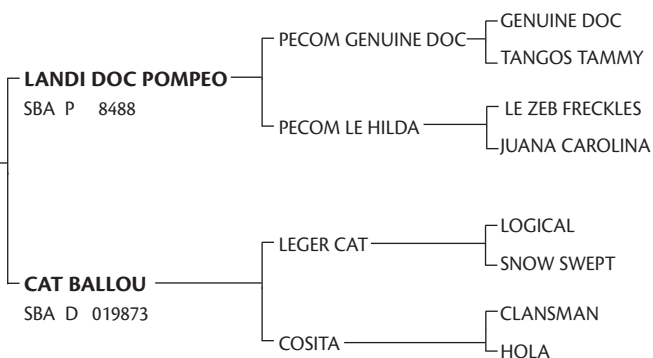 GENUINE DOC
PECOM GENUINE DOC
TANGOS TAMMY
LANDI DOC POMPEO
SBA P 8488
LE ZEB FRECKLES
PECOM LE HILDA
JUANA CAROLINA
LOGICAL
LEGER CAT
SNOW SWEPT
CAT BALLOU
SBA D 019873
CLANSMAN
COSITA
HOLA